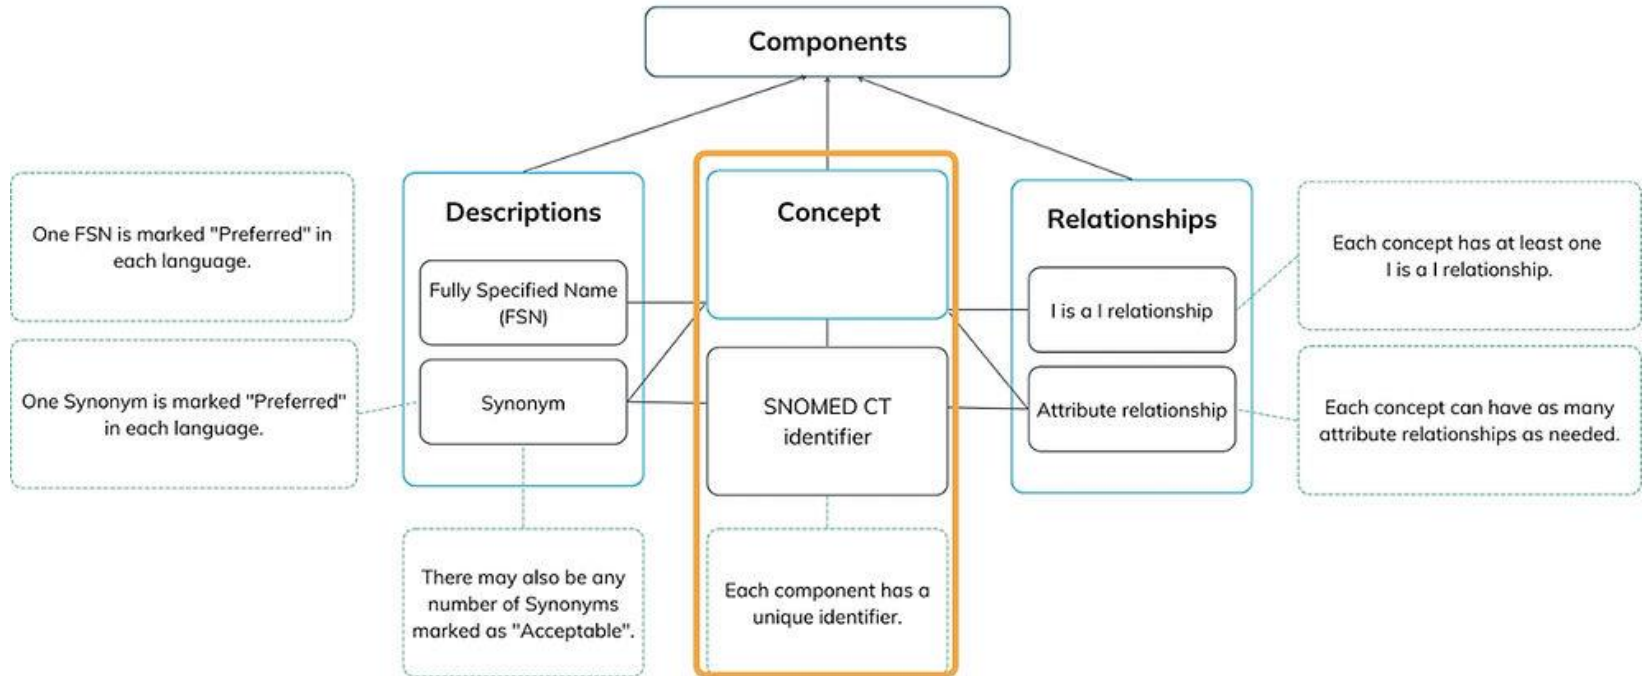 Components
Descriptions
Fully Specified Name
(FSN)
Synonym
Concept
SNOMED CT
identifier
Relationships
I is a I relationship
Attribute relationship
One FSN is marked "Preferred" in
each language.
One Synonym is marked "Preferred"
in each language.
There may also be any
number of Synonyms
marked as "Acceptable".
Each component has a
unique identifier.
Each concept has at least one
I is a I relationship.
Each concept can have as many
attribute relationships as needed.